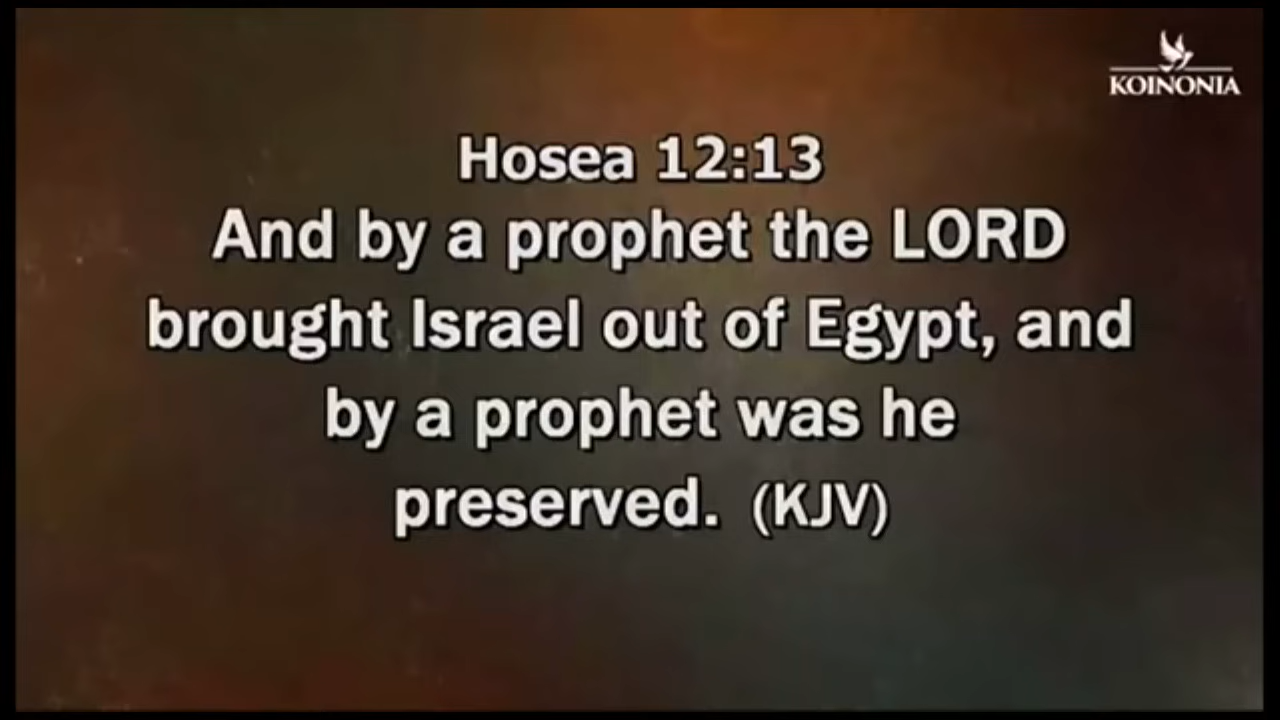 KOINONIA
Hosea 12:13
And by a prophet the LORD
brought Israel out of Egypt, and
by a prophet was he
preserved. (KJV)